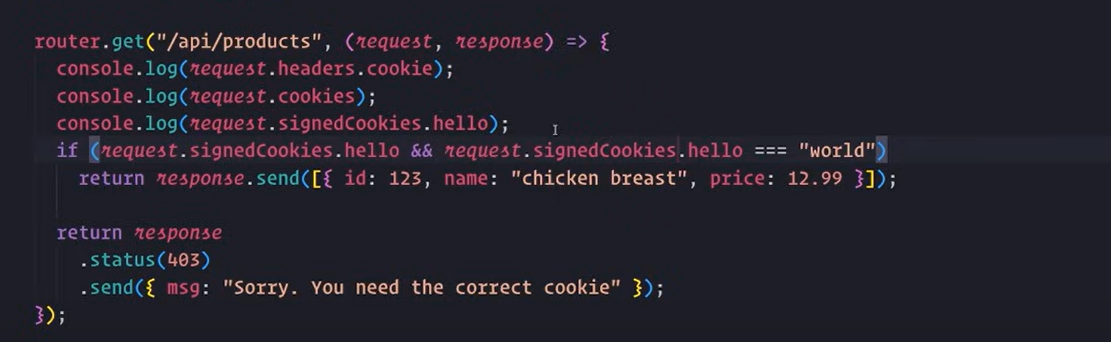 router.get("/api/products", (request, response) => {
  console.log(request.headers.cookie);
  console.log(request.cookies);
  console.log(request.signedCookies.hello);
  if (request.signedCookies.hello && request.signedCookies.hello === "world")
    return response.send([{ id: 123, name: "chicken breast", price: 12.99 }]);
  return response
    .status(403)
    .send({ msg: "Sorry. You need the correct cookie" });
});